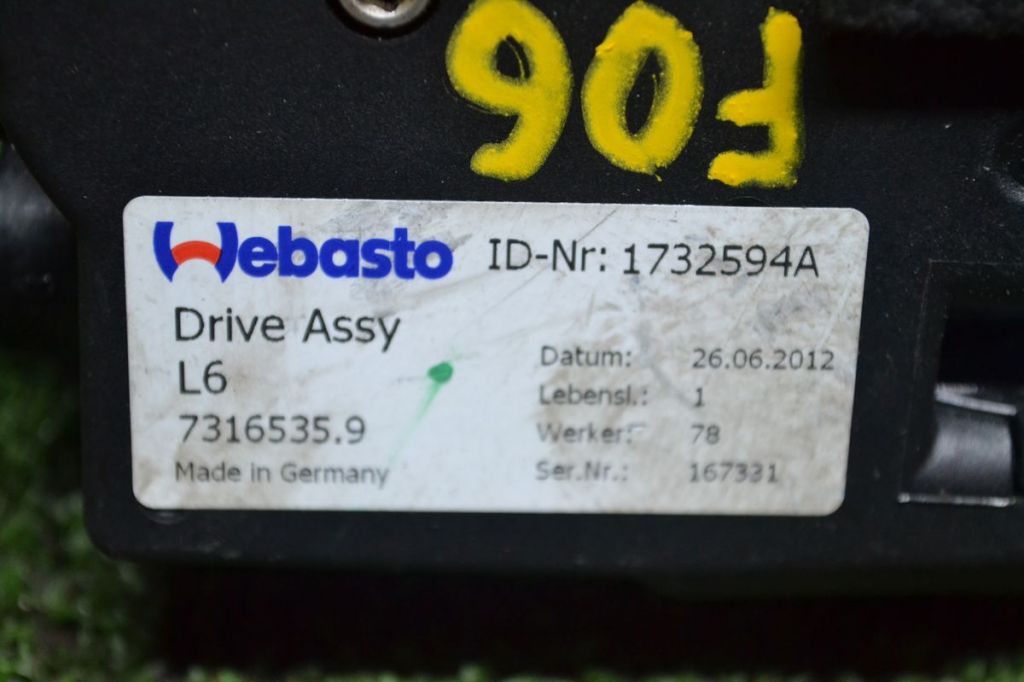 F06
Webasto ID-Nr: 1732594A
Drive Assy
L6
7316535.9
Made in Germany
Datum: 26.06.2012
Lebensl.: 1
Werker: 78
Ser.Nr.: 167331